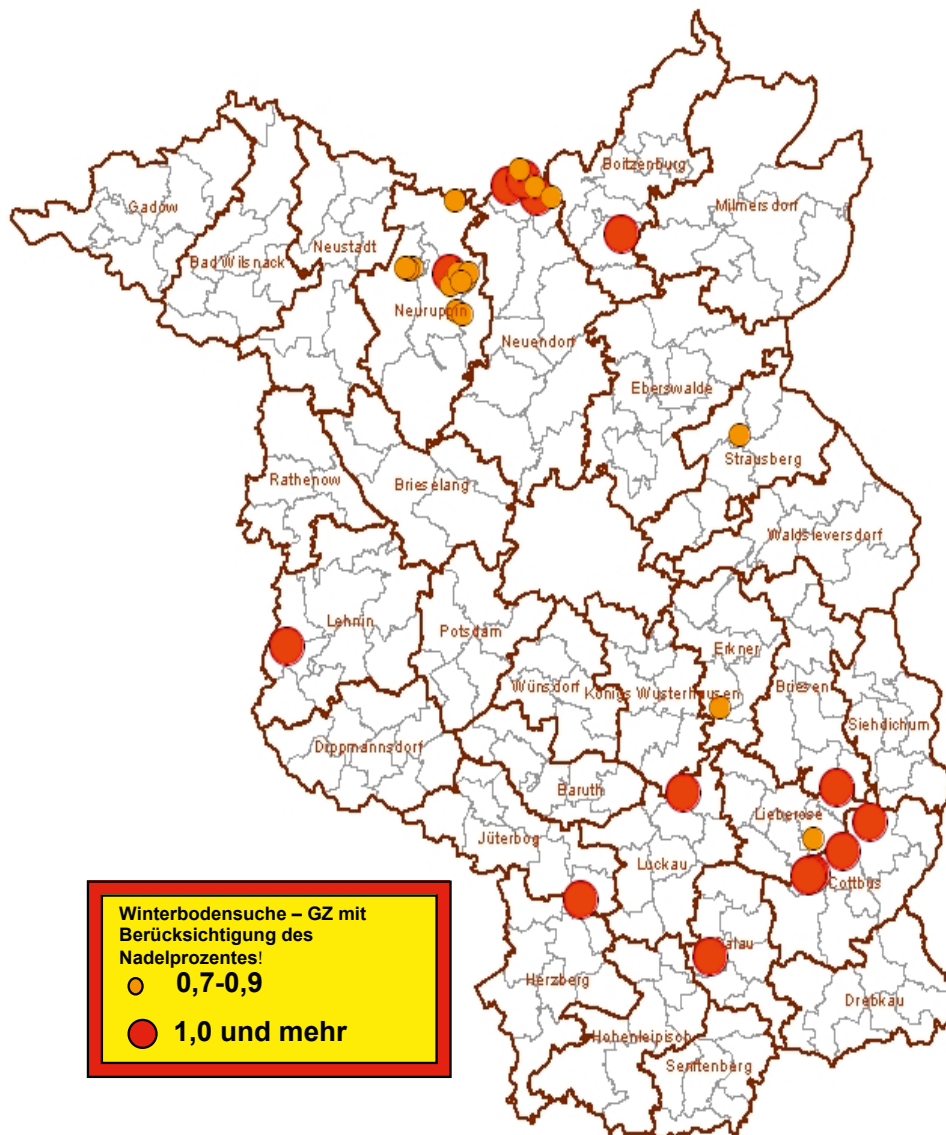 Boitzenburg
Gadow
Milmersdorf
Neustadt
Bad Wilsnack
Neuruppin
Neuendorf
Eberswalde
Strausberg
Rathenow
Brieselang
Waldsieversdorf
Lehnin
Potsdam
Erkner
Wünsdorf
Königs Wusterhausen
Briesen
Siehdichum
Dippmannsdorf
Baruth
Lieberose
Jüterbog
Luckau
Cottbus
Winterbodensuche – GZ mit
Berücksichtigung des
Nadelprozentes!
0,7-0,9
1,0 und mehr
alau
Herzberg
Drebkau
Hohenleipisch
Senftenberg